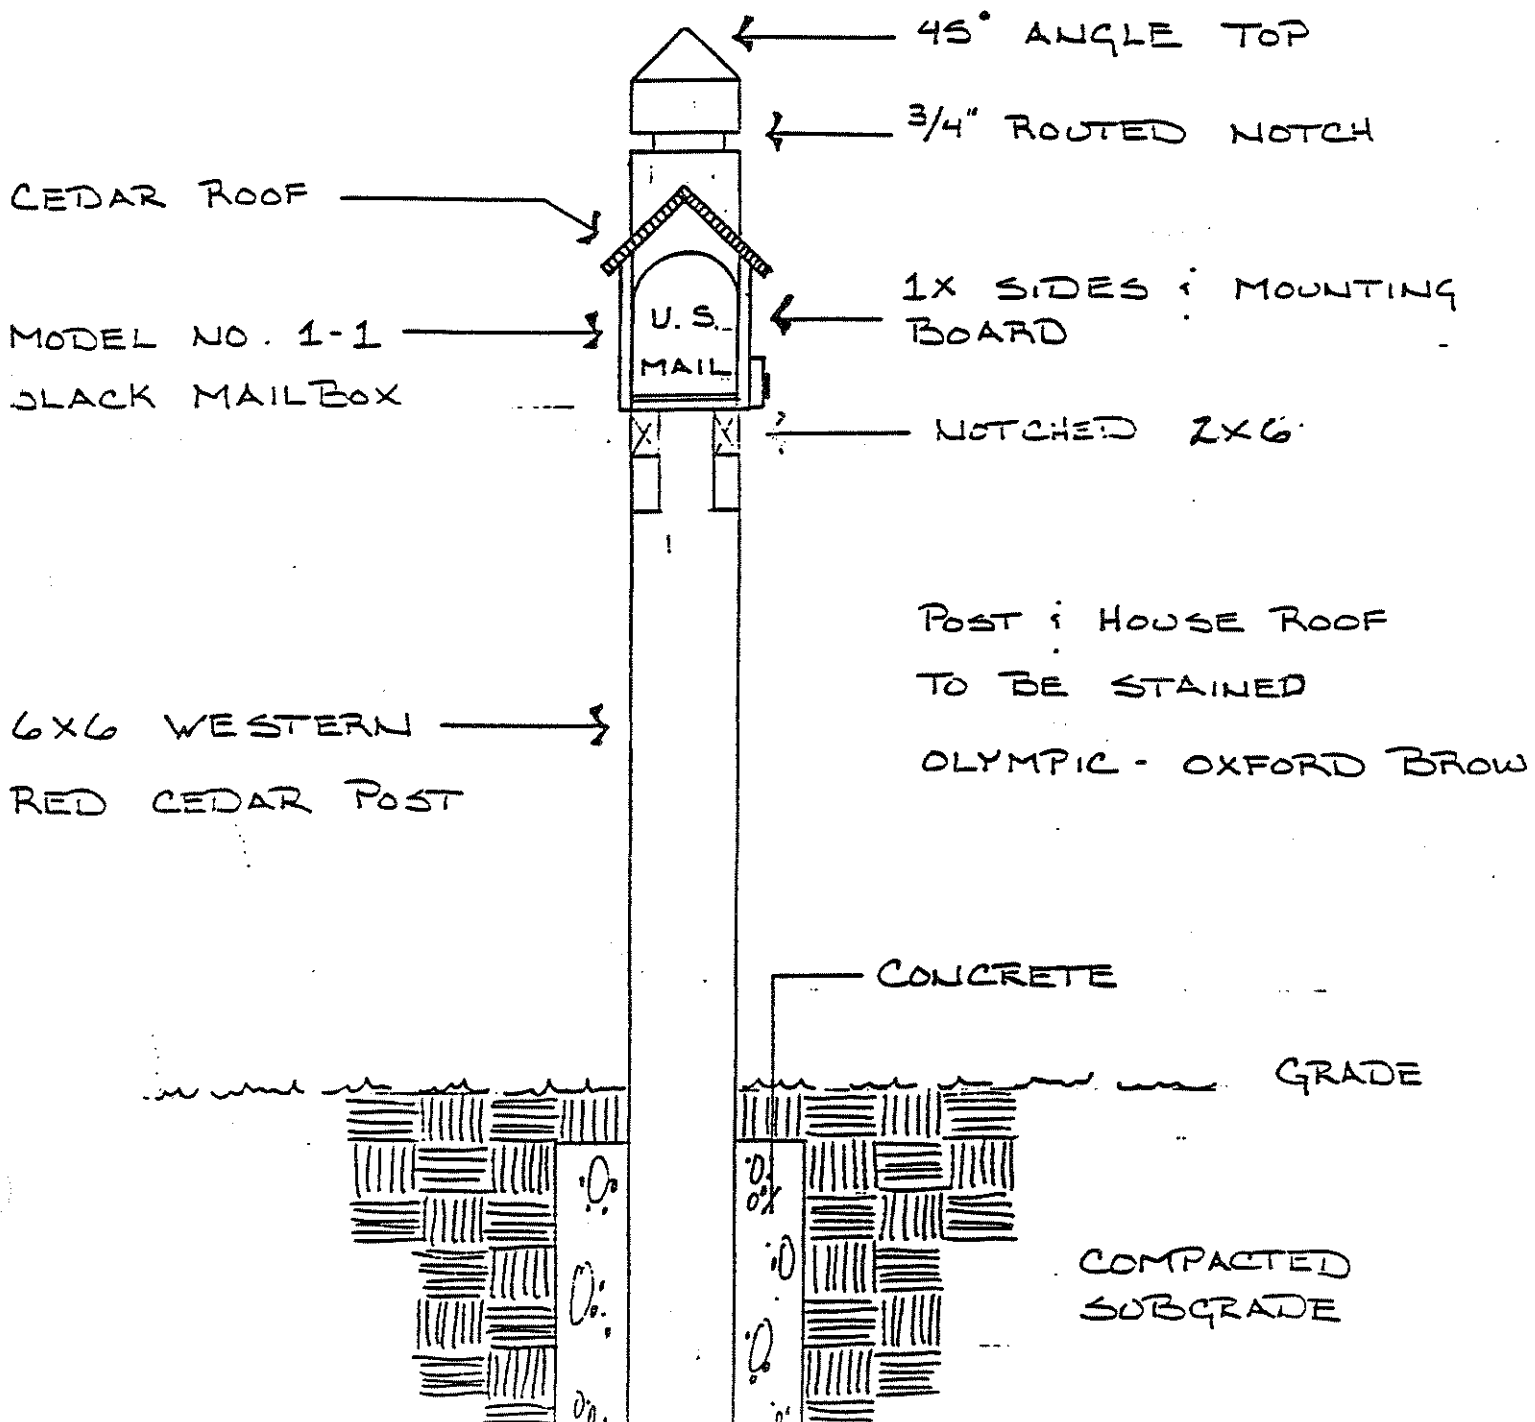 45° ANGLE TOP
3/4" ROUTED NOTCH
CEDAR ROOF
1X SIDES & MOUNTING
BOARD
MODEL NO. 1-1
BLACK MAILBOX
U.S.
MAIL
NOTCHED 2X6
POST & HOUSE ROOF
TO BE STAINED
OLYMPIC - OXFORD BROW
6X6 WESTERN
RED CEDAR POST
CONCRETE
GRADE
COMPACTED
SUBGRADE